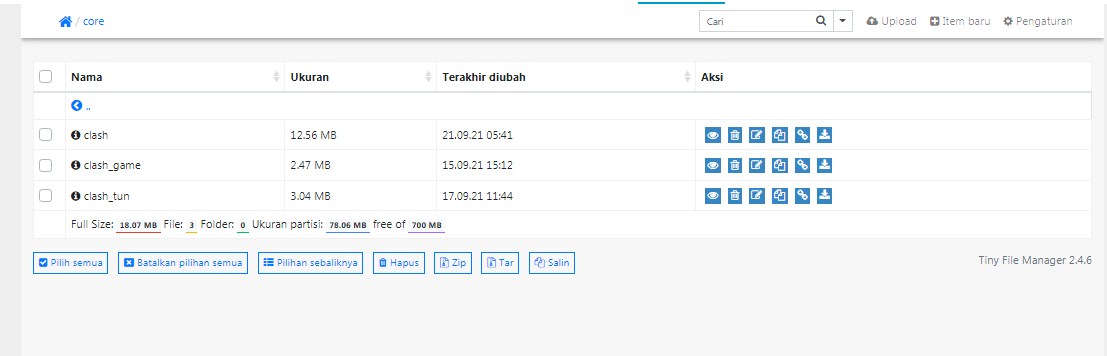 / core Cari Upload Item baru Pengaturan
Nama Ukuran Terakhir diubah Aksi
..
clash 12.56 MB 21.09.21 05:41
clash_game 2.47 MB 15.09.21 15:12
clash_tun 3.04 MB 17.09.21 11:44
Full Size: 18.07 MB File: 3 Folder: 0 Ukuran partisi: 78.06 MB free of 700 MB
Pilih semua Batalkan pilihan semua Pilihan sebaliknya Hapus Zip Tar Salin Tiny File Manager 2.4.6